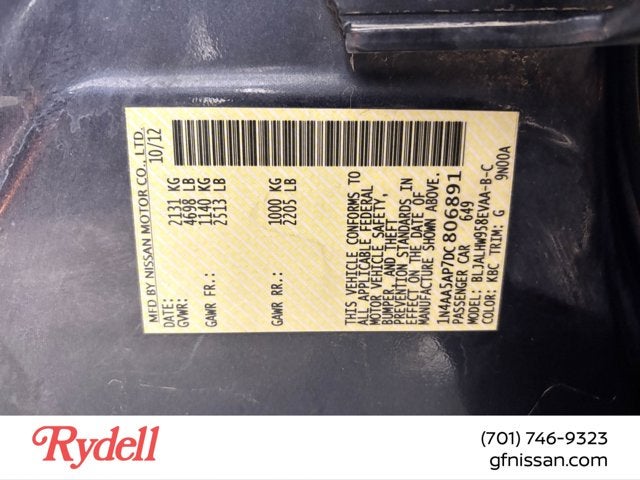 MFD BY NISSAN MOTOR CO., LTD.
DATE: 10/12
GVWR: 2131 KG
4698 LB
GAWR FR.: 1140 KG
2513 LB
GAWR RR.: 1000 KG
2205 LB
THIS VEHICLE CONFORMS TO
ALL APPLICABLE FEDERAL
MOTOR VEHICLE SAFETY,
BUMPER, AND THEFT
PREVENTION STANDARDS IN
EFFECT ON THE DATE OF
MANUFACTURE SHOWN ABOVE.
1N4AA5AP7DC806891
PASSENGER CAR 649
MODEL: BLJALHW958EVAA-B-C
COLOR: KBC TRIM: G 9N00A
Rydell
(701) 746-9323
gfnissan.com